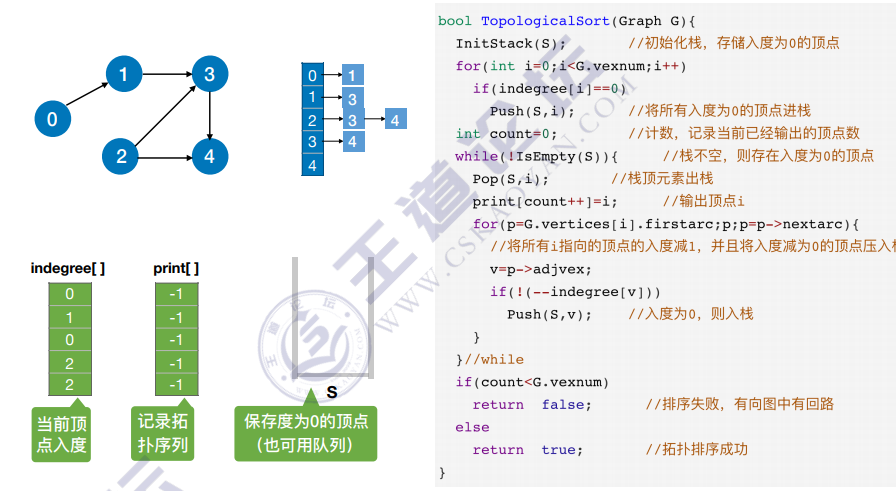 0
1
2
3
4
0 1
1 3
2 3 4
3 4
4
indegree[ ]
0
1
0
2
2
当前顶
点入度
print[ ]
-1
-1
-1
-1
-1
记录拓
扑序列
S
保存度为0的顶点
（也可用队列）
bool TopologicalSort(Graph G){
InitStack(S); //初始化栈，存储入度为0的顶点
for(int i=0;i<G.vexnum;i++)
if(indegree[i]==0)
Push(S,i); //将所有入度为0的顶点进栈
int count=0; //计数，记录当前已经输出的顶点数
while(!IsEmpty(S)){ //栈不空，则存在入度为0的顶点
Pop(S,i); //栈顶元素出栈
print[count++]=i; //输出顶点i
for(p=G.vertices[i].firstarc;p;p=p->nextarc){
//将所有i指向的顶点的入度减1，并且将入度减为0的顶点压入
v=p->adjvex;
if(!(--indegree[v]))
Push(S,v); //入度为0，则入栈
}
}//while
if(count<G.vexnum)
return false; //排序失败，有向图中有回路
else
return true; //拓扑排序成功
}
王道论坛
WWW.CSKAOYAN.COM